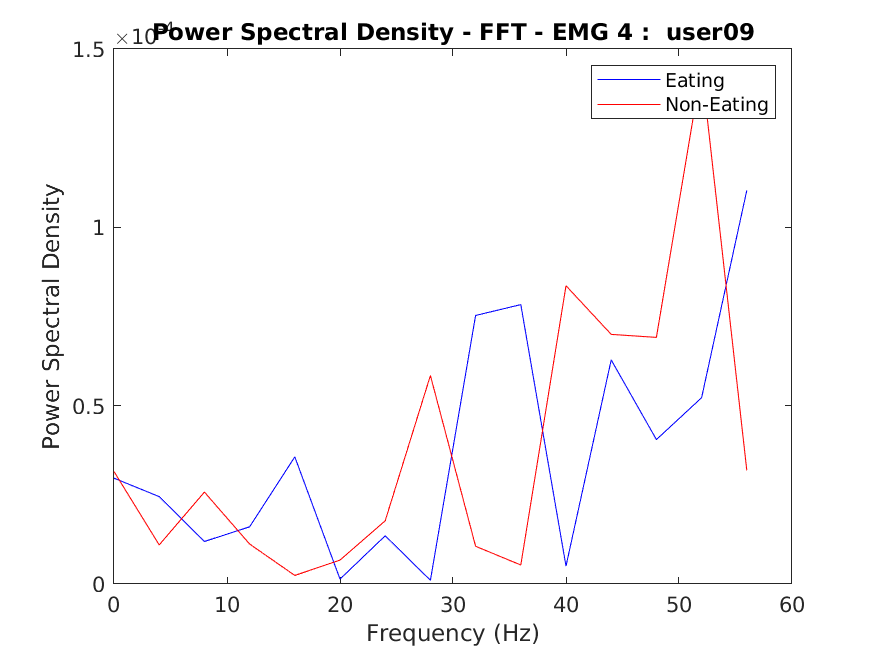 ×10
Power Spectral Density - FFT - EMG 4 : user09
Eating
Non-Eating
1.5
1
0.5
0
Power Spectral Density
0 10 20 30 40 50 60
Frequency (Hz)